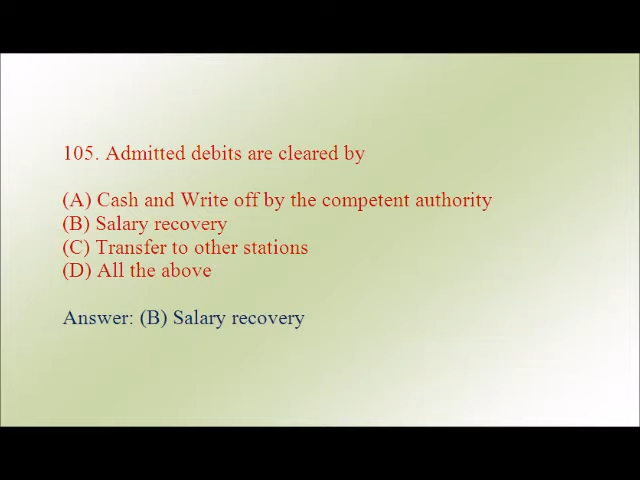 105. Admitted debits are cleared by
(A) Cash and Write off by the competent authority
(B) Salary recovery
(C) Transfer to other stations
(D) All the above
Answer: (B) Salary recovery